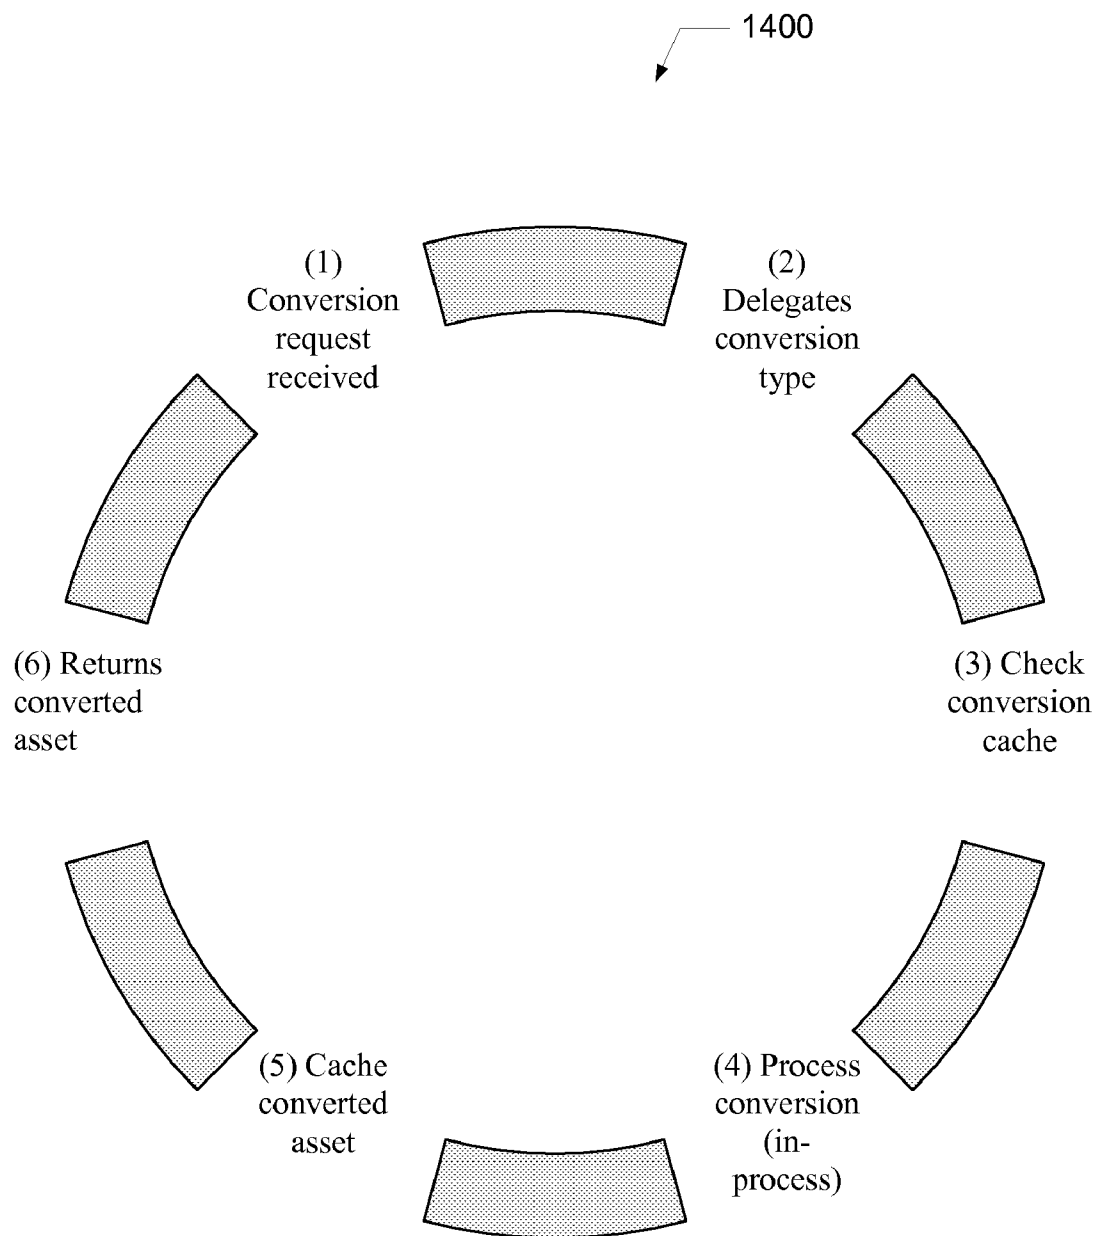 1400
(1)
Conversion
request
received
(2)
Delegates
conversion
type
(3) Check
conversion
cache
(4) Process
conversion
(in-
process)
(5) Cache
converted
asset
(6) Returns
converted
asset